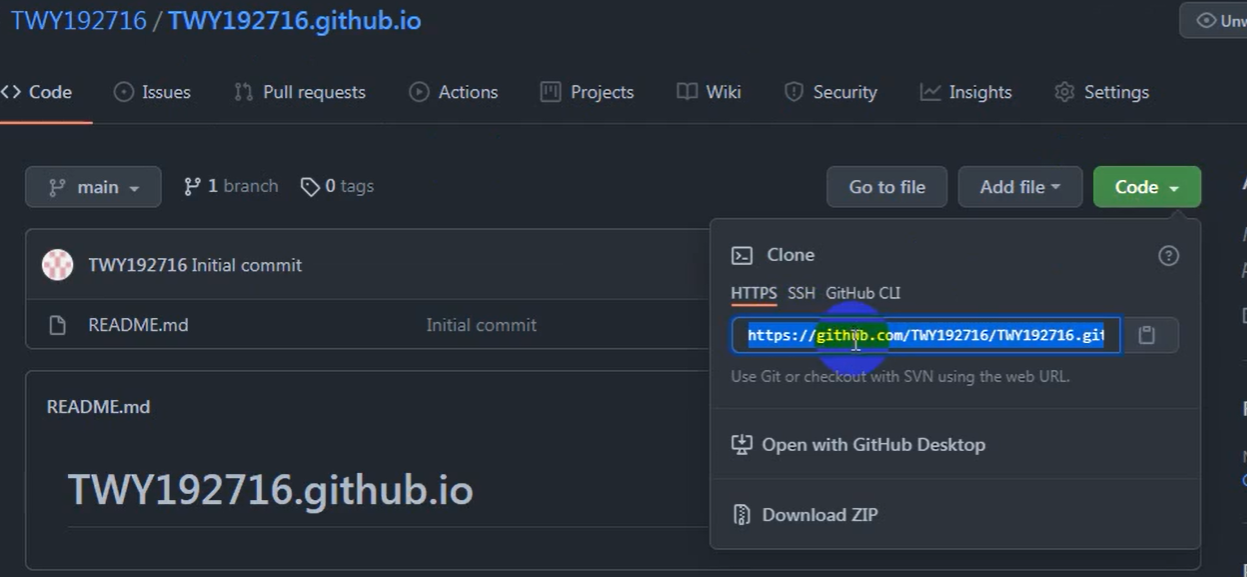 TWY192716 / TWY192716.github.io
Code Issues Pull requests Actions Projects Wiki Security Insights Settings
main 1 branch 0 tags Go to file Add file Code
TWY192716 Initial commit
README.md Initial commit
README.md
TWY192716.github.io
Clone
HTTPS SSH GitHub CLI
https://github.com/TWY192716/TWY192716.git
Use Git or checkout with SVN using the web URL.
Open with GitHub Desktop
Download ZIP